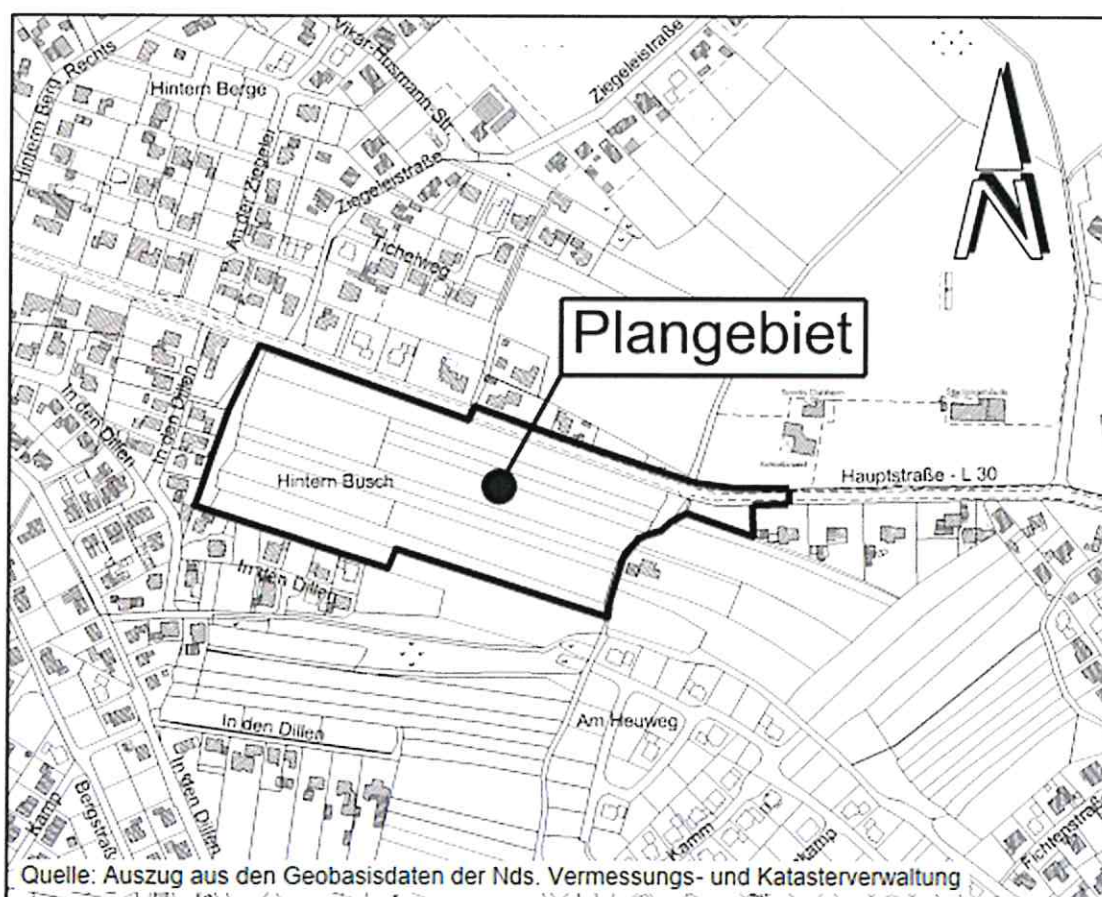 Vikar-Husmann-Str.
Hintern Berg Rechts
Hintern Berge
Ziegeleistraße
An der Ziegelei
Ziegeleistraße
Tichelweg
N
Plangebiet
In den Dillen
In den Dillen
Hintern Busch
Hauptstraße - L 30
In den Dillen
In den Dillen
Am Heuweg
In den Dillen
Kamp
Bergstraße
Kamm
Fichtenstraße
Quelle: Auszug aus den Geobasisdaten der Nds. Vermessungs- und Katasterverwaltung